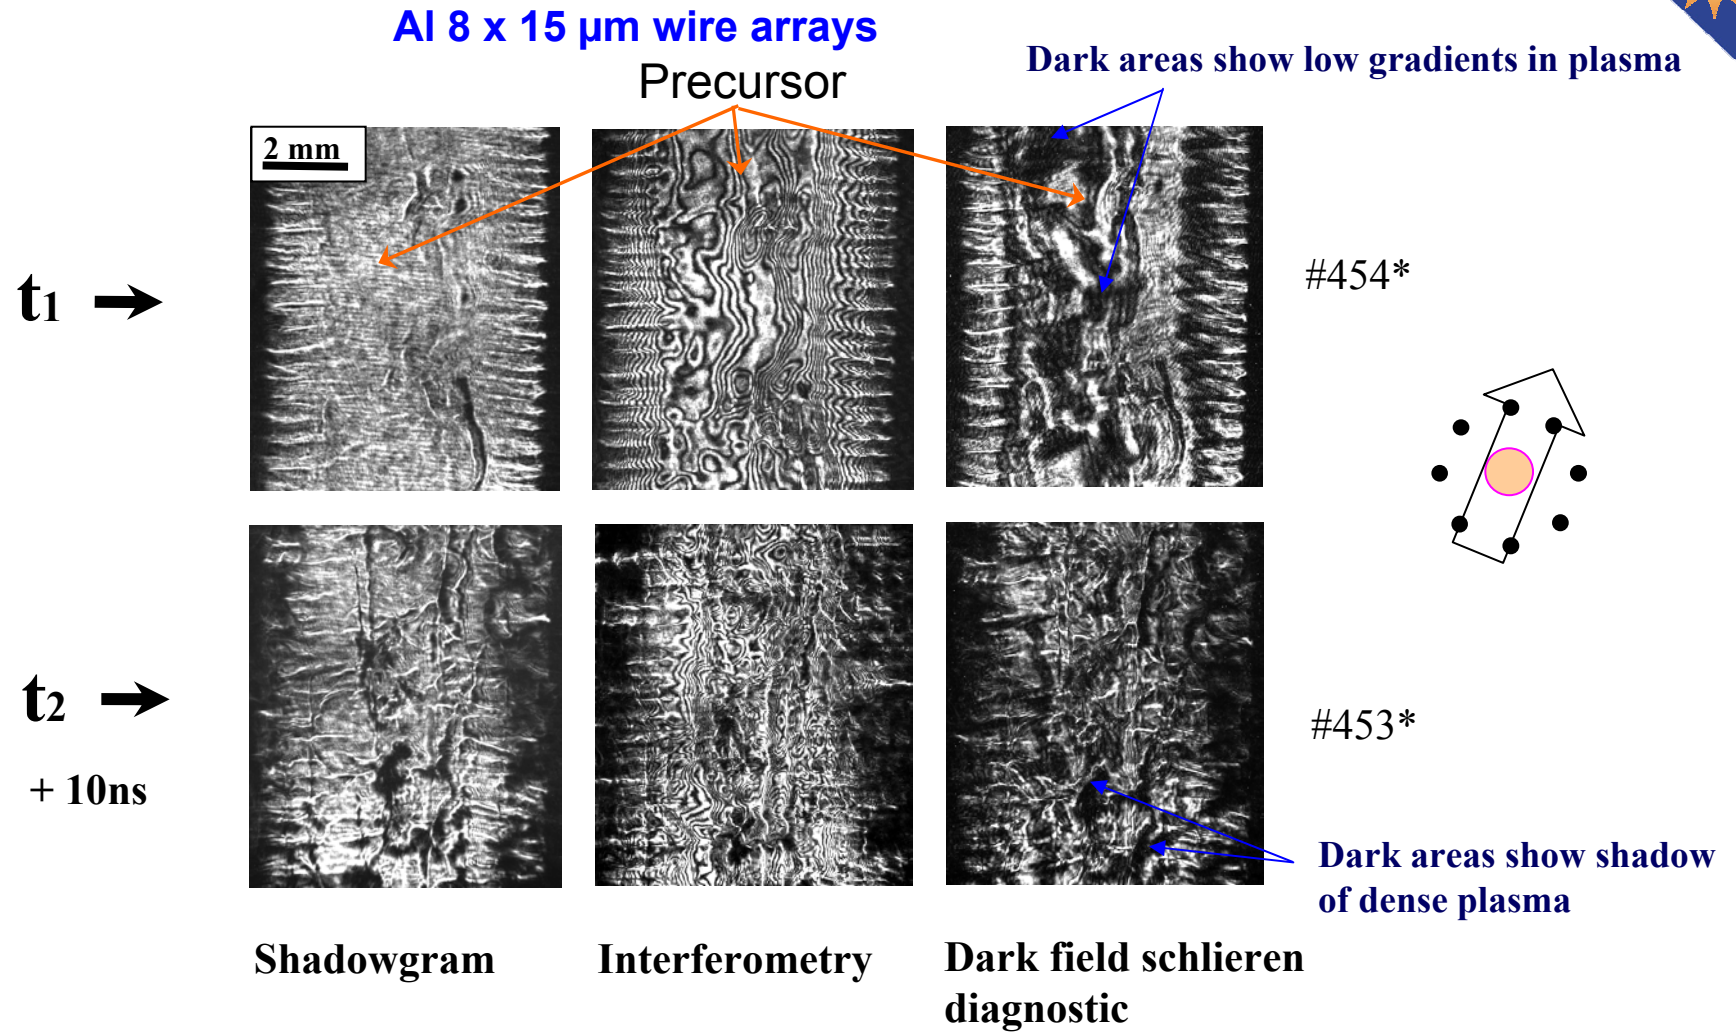 Al 8 x 15 µm wire arrays
Precursor
Dark areas show low gradients in plasma
2 mm
t1
#454*
t2
+ 10ns
#453*
Dark areas show shadow
of dense plasma
Shadowgram
Interferometry
Dark field schlieren
diagnostic